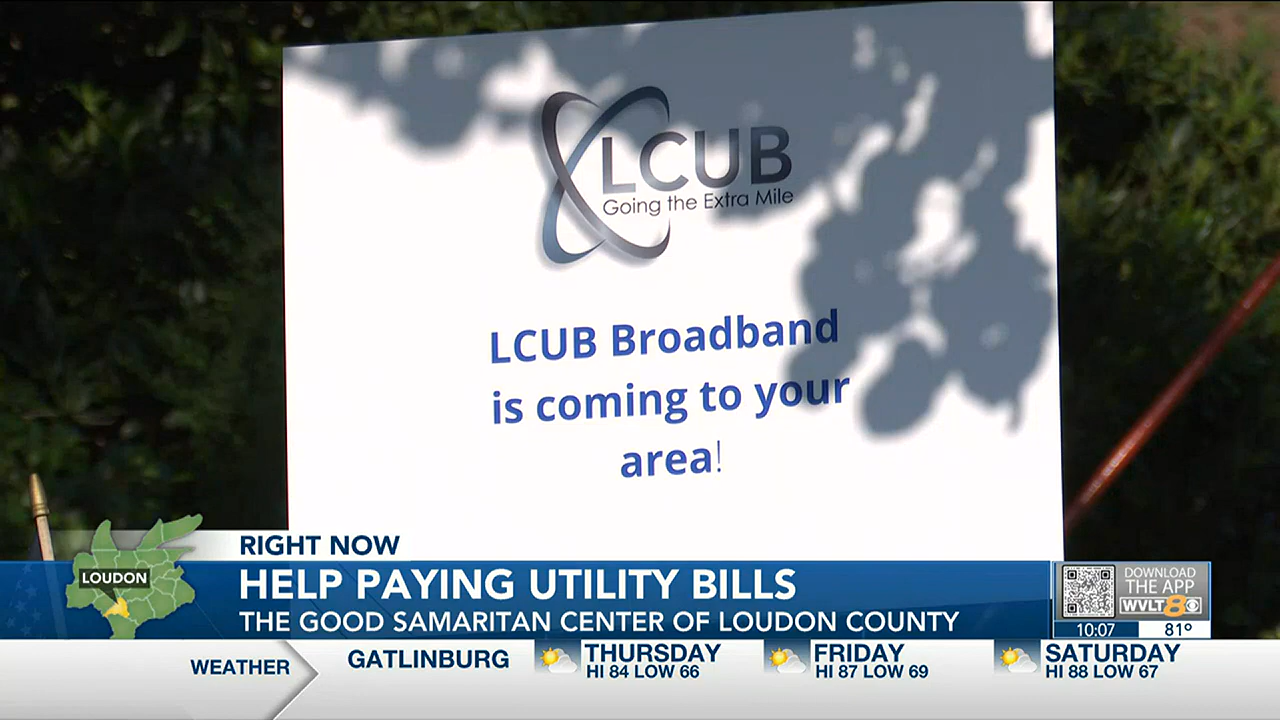 LCUB
Going the Extra Mile
LCUB Broadband
is coming to your
area!
RIGHT NOW
LOUDON
HELP PAYING UTILITY BILLS
THE GOOD SAMARITAN CENTER OF LOUDON COUNTY
DOWNLOAD
THE APP
WVLT8
10:07 81°
WEATHER
GATLINBURG
THURSDAY
HI 84 LOW 66
FRIDAY
HI 87 LOW 69
SATURDAY
HI 88 LOW 67